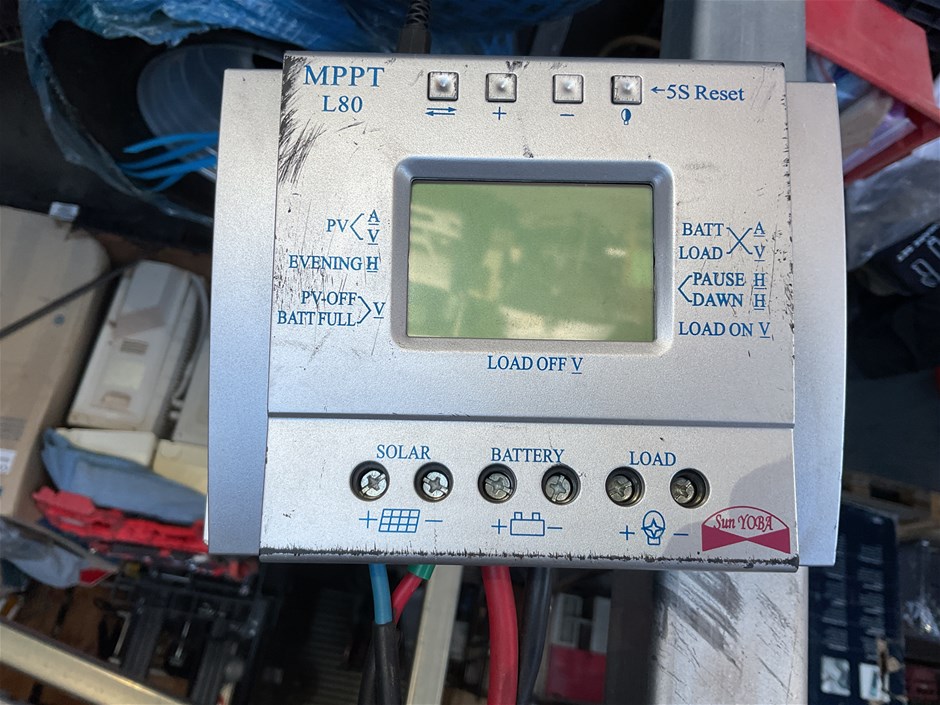 MPPT
L80
←5S Reset
+ −
PV A
V
EVENING H
PV-OFF
BATT FULL V
BATT A
LOAD V
PAUSE H
DAWN H
LOAD ON V
LOAD OFF V
SOLAR BATTERY LOAD
+ − + − + −
Sun YOBA